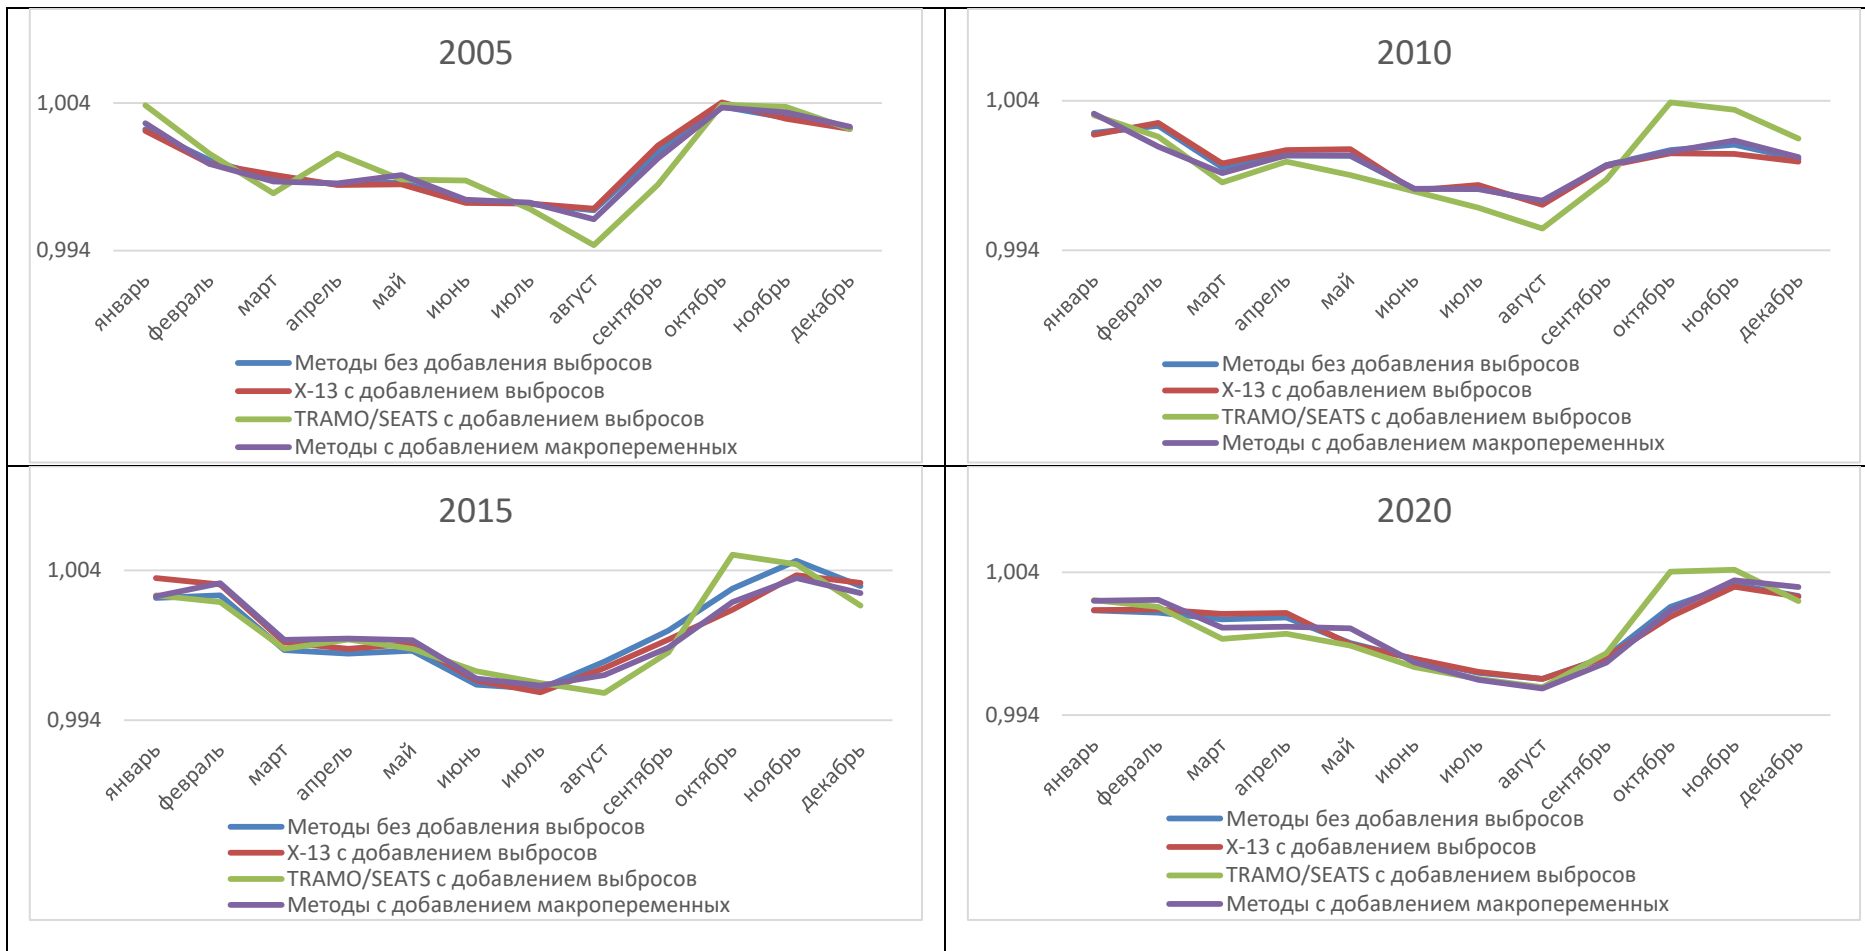 2005
1,004
0,994
январь
февраль
март
апрель
май
июнь
июль
август
сентябрь
октябрь
ноябрь
декабрь
Методы без добавления выбросов
X-13 с добавлением выбросов
TRAMO/SEATS с добавлением выбросов
Методы с добавлением макропеременных
2010
1,004
0,994
январь
февраль
март
апрель
май
июнь
июль
август
сентябрь
октябрь
ноябрь
декабрь
Методы без добавления выбросов
X-13 с добавлением выбросов
TRAMO/SEATS с добавлением выбросов
Методы с добавлением макропеременных
2015
1,004
0,994
январь
февраль
март
апрель
май
июнь
июль
август
сентябрь
октябрь
ноябрь
декабрь
Методы без добавления выбросов
X-13 с добавлением выбросов
TRAMO/SEATS с добавлением выбросов
Методы с добавлением макропеременных
2020
1,004
0,994
январь
февраль
март
апрель
май
июнь
июль
август
сентябрь
октябрь
ноябрь
декабрь
Методы без добавления выбросов
X-13 с добавлением выбросов
TRAMO/SEATS с добавлением выбросов
Методы с добавлением макропеременных